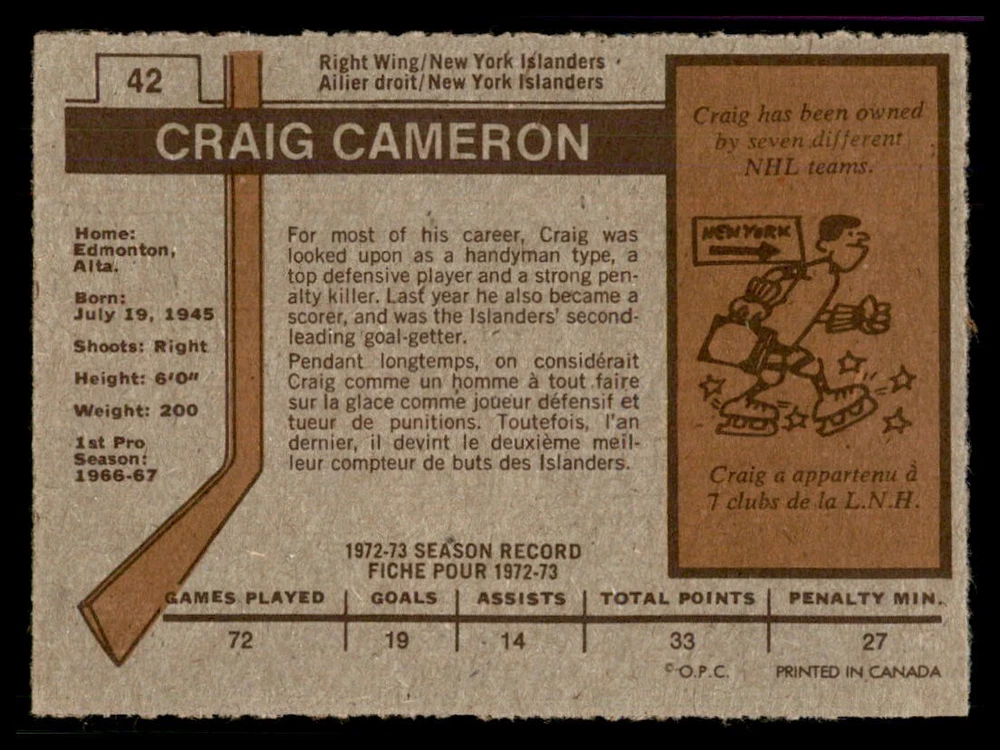 42
Right Wing/New York Islanders
Ailier droit/New York Islanders
CRAIG CAMERON
Home:
Edmonton,
Alta.
Born:
July 19, 1945
Shoots: Right
Height: 6'0"
Weight: 200
1st Pro
Season:
1966-67
For most of his career, Craig was
looked upon as a handyman type, a
top defensive player and a strong pen-
alty killer. Last year he also became a
scorer, and was the Islanders' second-
leading goal-getter.
Pendant longtemps, on considérait
Craig comme un homme à tout faire
sur la glace comme joueur défensif et
tueur de punitions. Toutefois, l'an
dernier, il devint le deuxième meil-
leur compteur de buts des Islanders.
Craig has been owned
by seven different
NHL teams.
NEW YORK
Craig a appartenu à
7 clubs de la L.N.H.
1972-73 SEASON RECORD
FICHE POUR 1972-73
GAMES PLAYED GOALS ASSISTS TOTAL POINTS PENALTY MIN.
72 19 14 33 27
© O.P.C. PRINTED IN CANADA